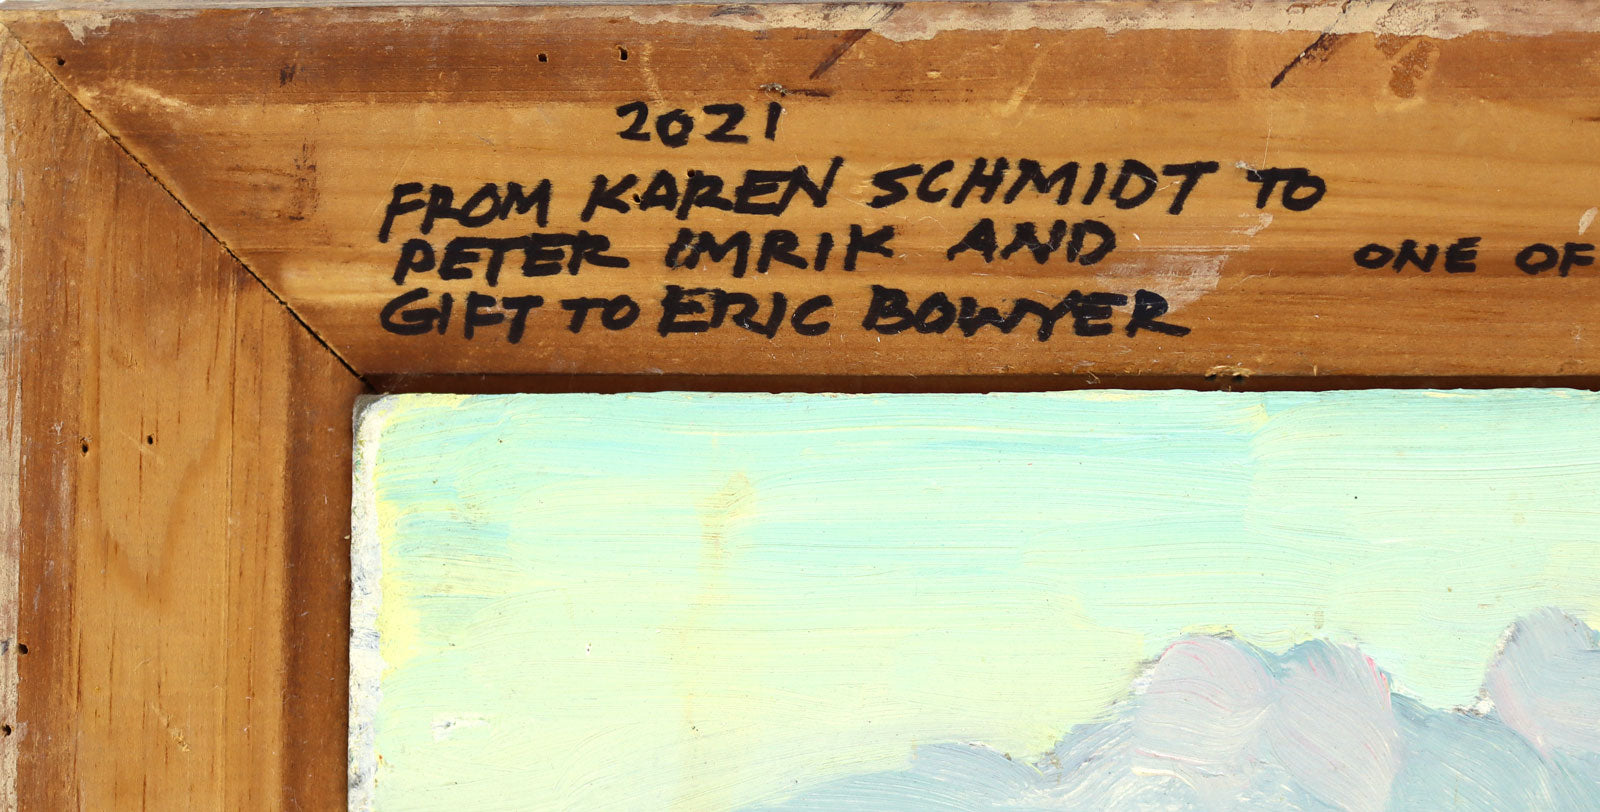 2021
FROM KAREN SCHMIDT TO
PETER IMRIK AND
GIFT TO ERIC BOWYER
ONE OF